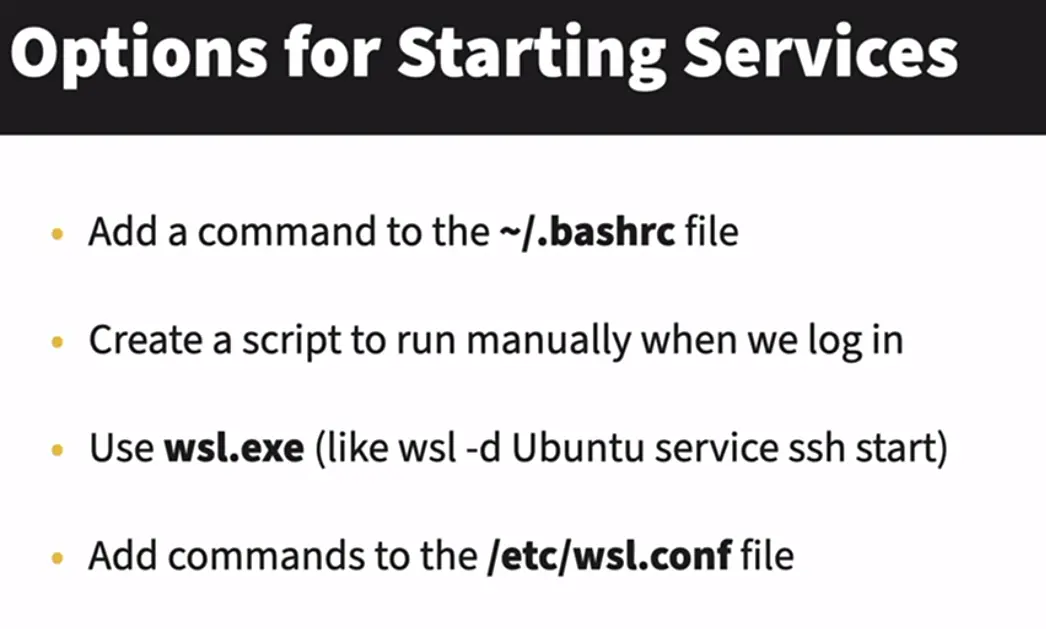 Options for Starting Services
• Add a command to the ~/.bashrc file
• Create a script to run manually when we log in
• Use wsl.exe (like wsl -d Ubuntu service ssh start)
• Add commands to the /etc/wsl.conf file